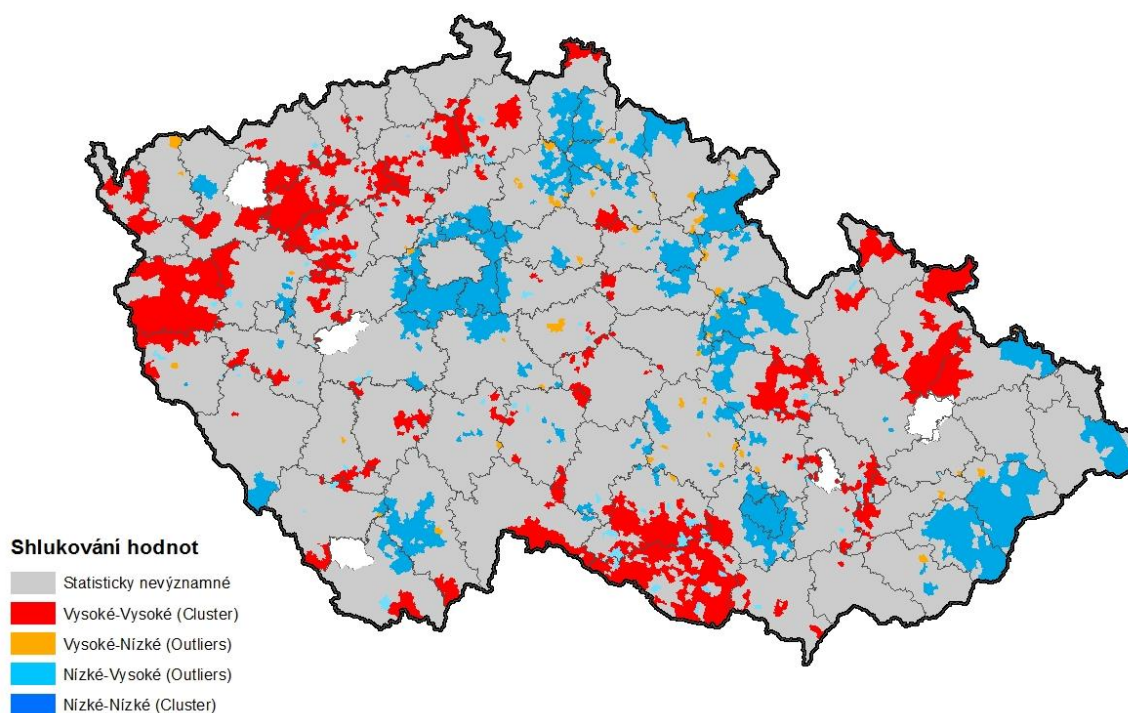 Shlukování hodnot
Statisticky nevýznamné
Vysoké-Vysoké (Cluster)
Vysoké-Nízké (Outliers)
Nízké-Vysoké (Outliers)
Nízké-Nízké (Cluster)